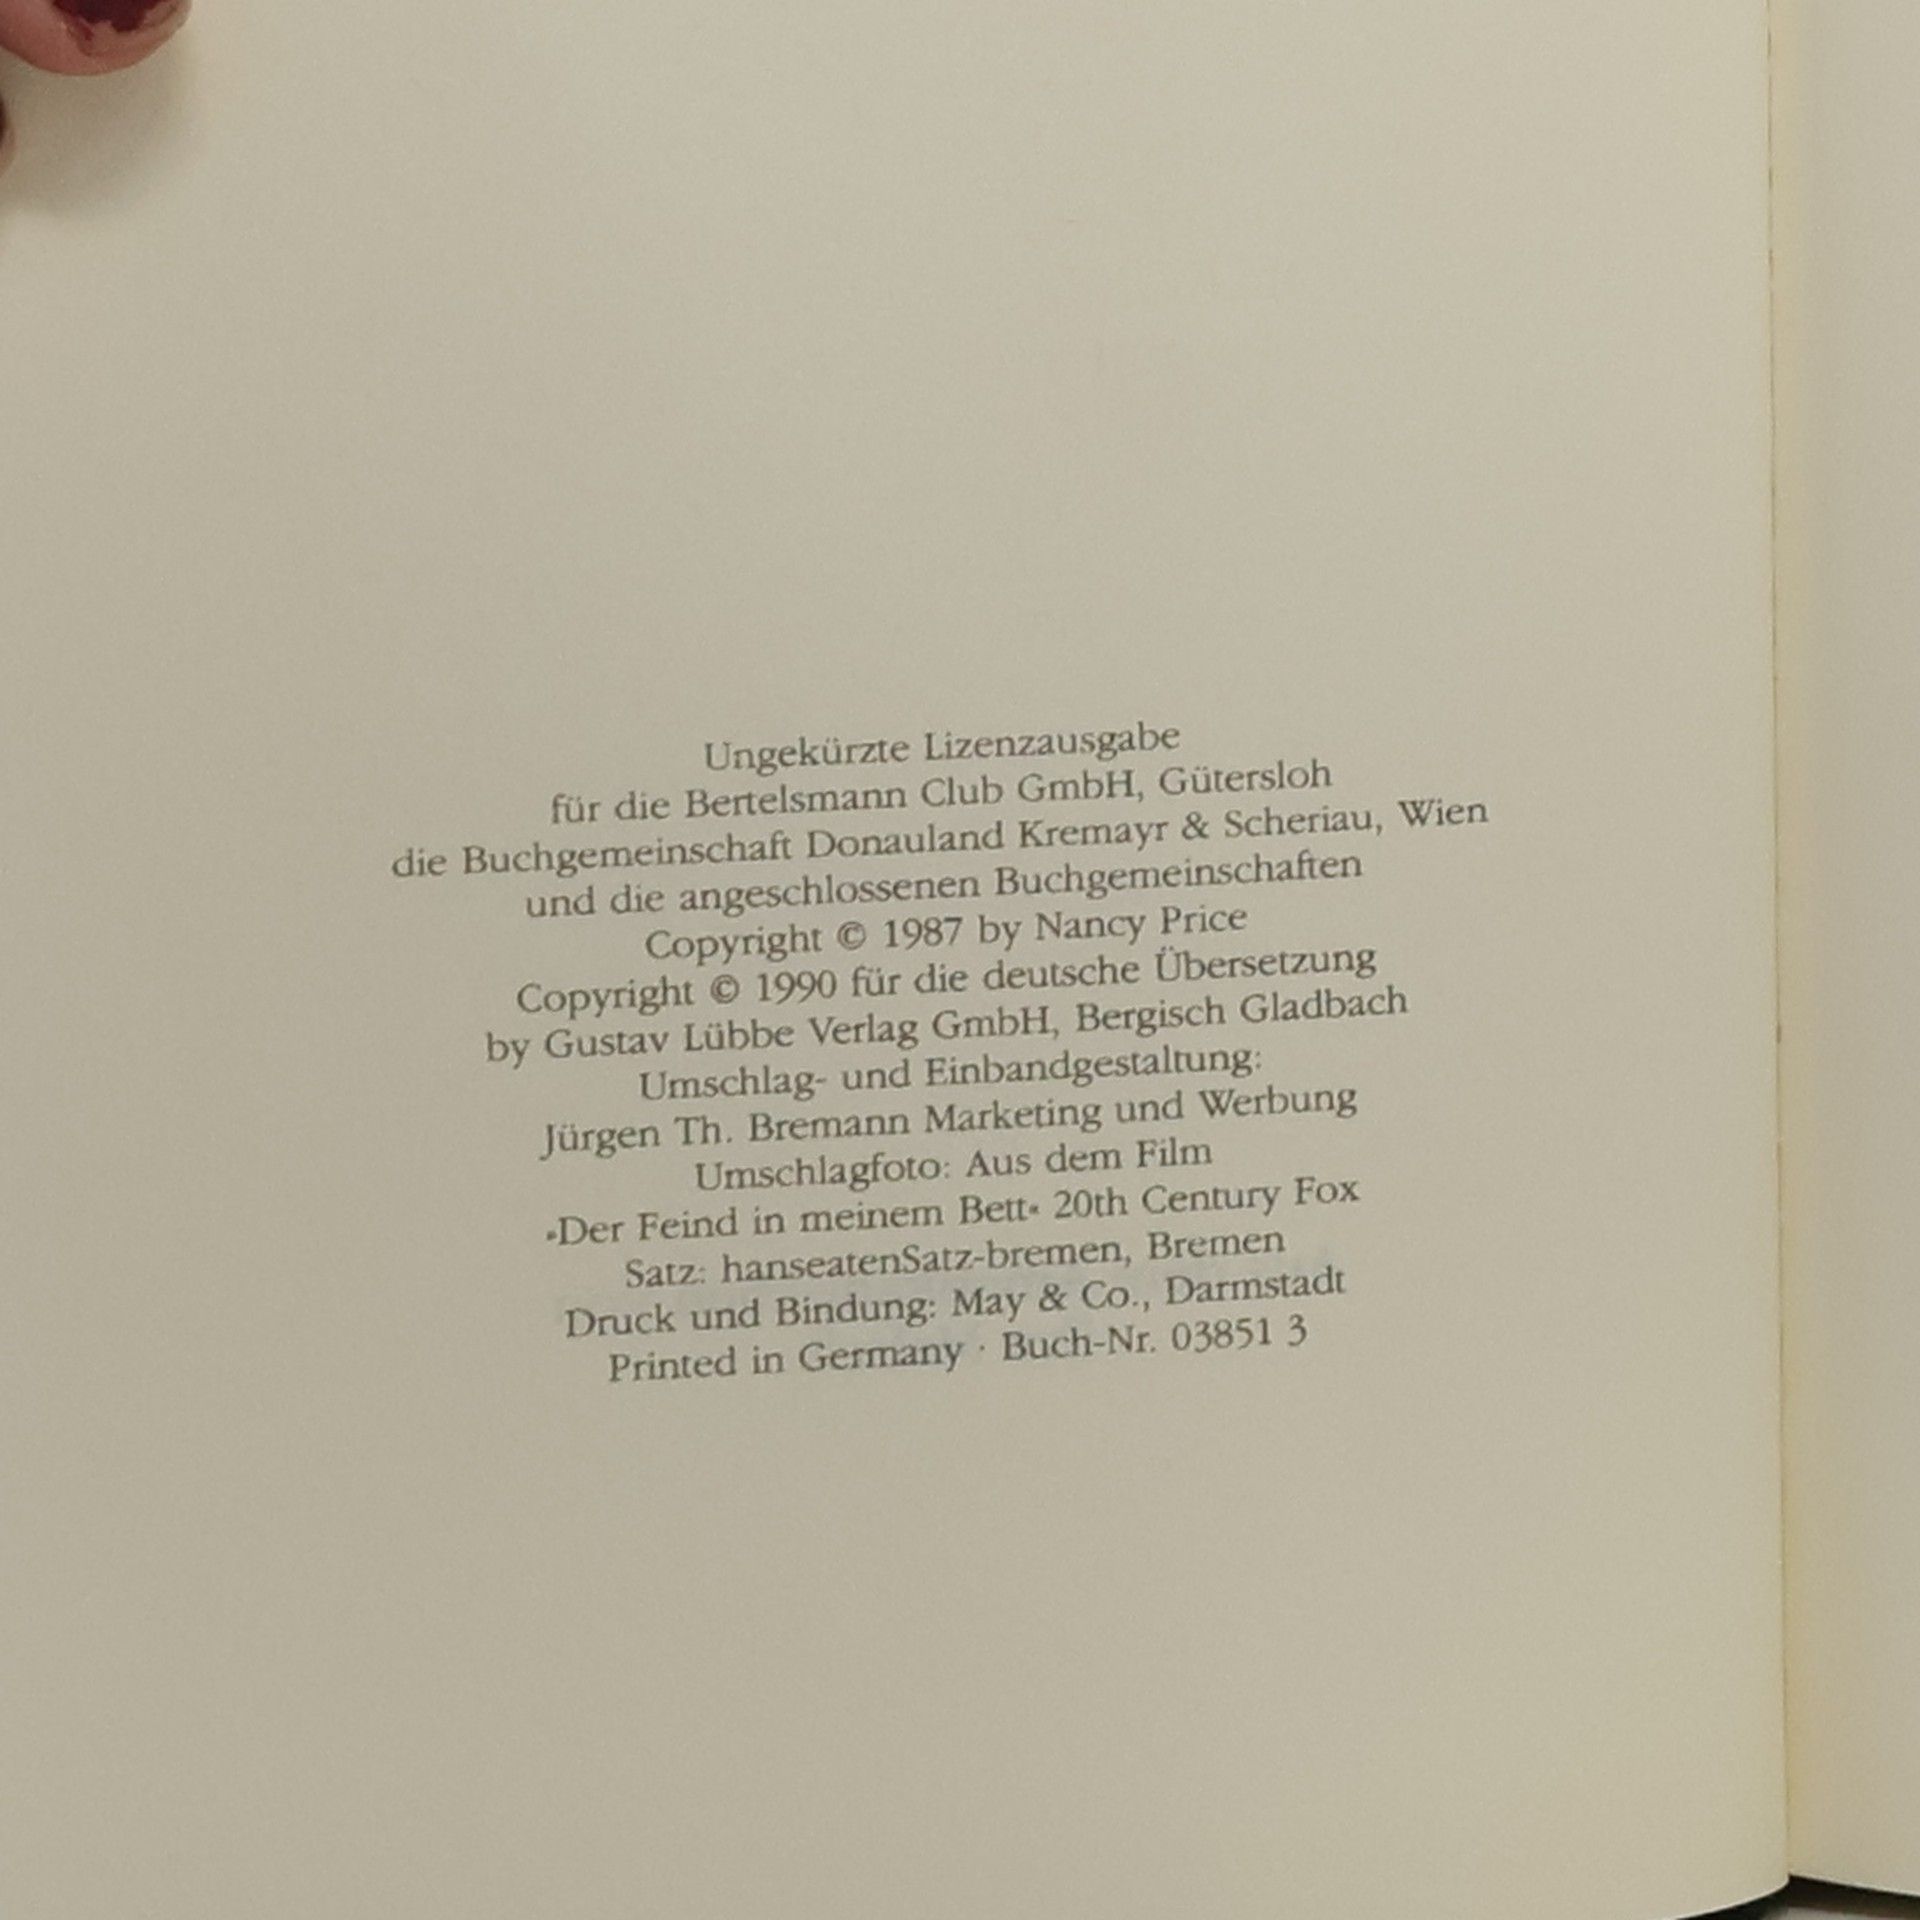 Ungekürzte Lizenzausgabe
für die Bertelsmann Club GmbH, Gütersloh
die Buchgemeinschaft Donauland Kremayr & Scheriau, Wien
und die angeschlossenen Buchgemeinschaften
Copyright © 1987 by Nancy Price
Copyright © 1990 für die deutsche Übersetzung
by Gustav Lübbe Verlag GmbH, Bergisch Gladbach
Umschlag- und Einbandgestaltung:
Jürgen Th. Bremann Marketing und Werbung
Umschlagfoto: Aus dem Film
»Der Feind in meinem Bett« 20th Century Fox
Satz: hanseatenSatz-bremen, Bremen
Druck und Bindung: May & Co., Darmstadt
Printed in Germany · Buch-Nr. 03851 3